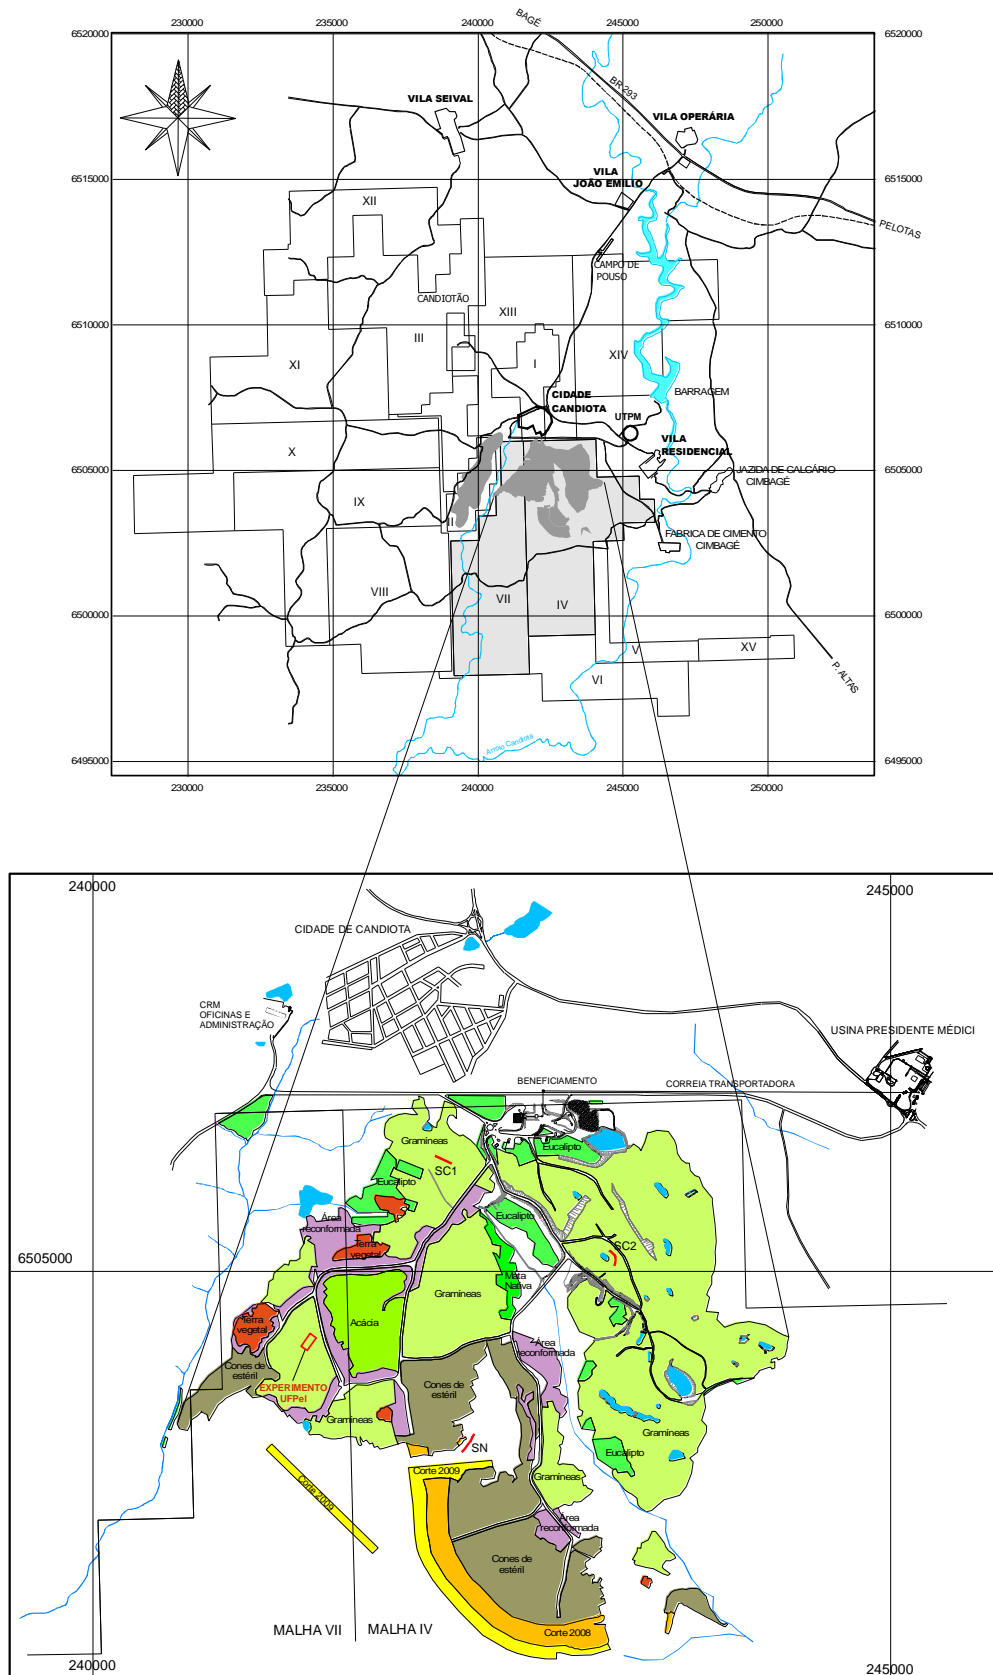 230000
235000
240000
245000
250000
6520000
6520000
BAGÉ
BR293
VILA SEIVAL
VILA OPERÁRIA
6515000
6515000
VILA
JOÃO EMILIO
XII
PELOTAS
CAMPO DE
POUSO
CANDIOTÃO
XIII
6510000
6510000
III
XIV
XI
I
BARRAGEM
CIDADE
CANDIOTA
UTPM
VILA
RESIDENCIAL
X
6505000
6505000
JAZIDA DE CALCÁRIO
CIMBAGÉ
IX
II
FABRICA DE CIMENTO
CIMBAGÉ
VIII
VII
IV
6500000
6500000
V
XV
VI
P. ALTAS
Arroio Candiota
6495000
6495000
230000
235000
240000
245000
250000
240000
245000
CIDADE DE CANDIOTA
CRM
OFICINAS E
ADMINISTRAÇÃO
USINA PRESIDENTE MÉDICI
BENEFICIAMENTO
CORREIA TRANSPORTADORA
Gramíneas
Eucalipto
SC1
Eucalipto
Área
reconformada
Eucalipto
Terra
vegetal
SC2
6505000
Mata
Nativa
Gramíneas
Terra
vegetal
Acácia
Área
reconformada
Cones de
estéril
EXPERIMENTO
UFPel
Cones de
estéril
Gramíneas
Gramíneas
SN
Eucalipto
Corte 2009
Corte 2009
Gramíneas
Área
reconformada
Cones de
estéril
MALHA VII
MALHA IV
Corte 2008
240000
245000